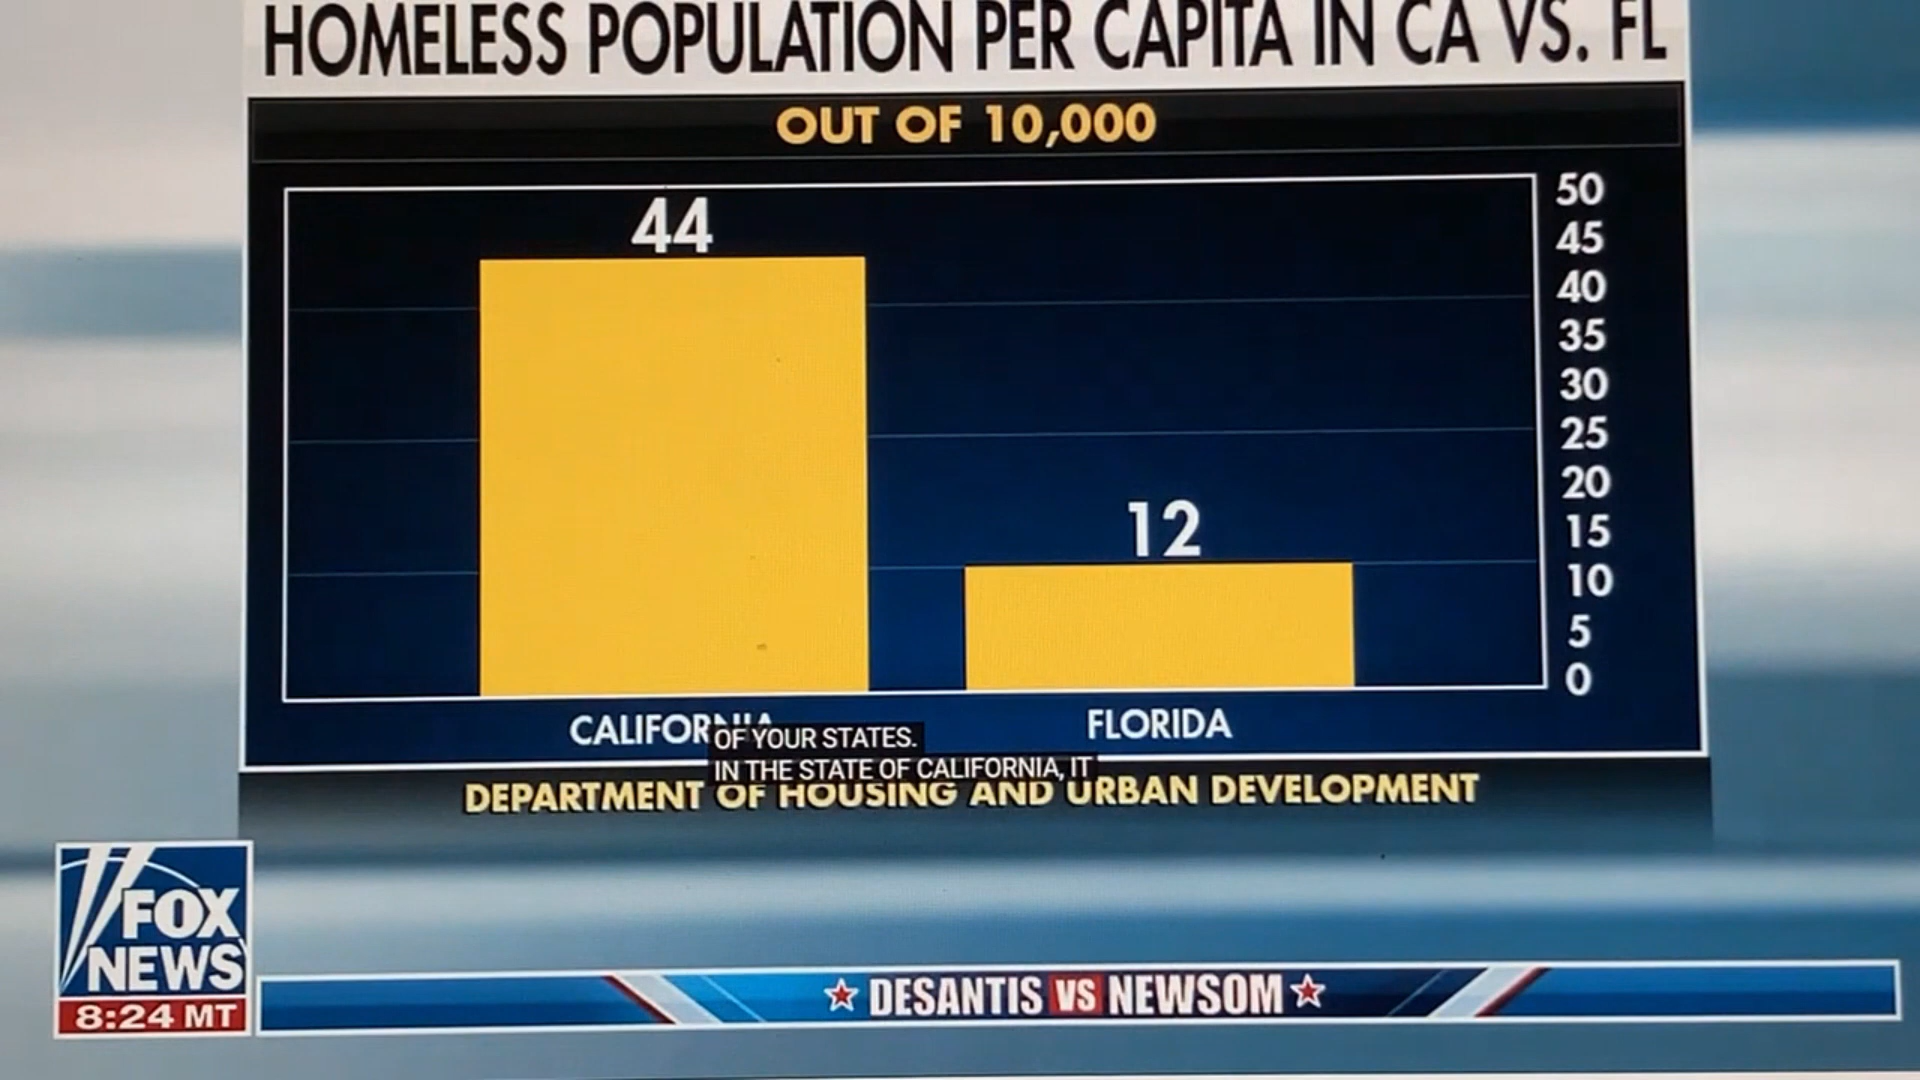 HOMELESS POPULATION PER CAPITA IN CA VS. FL
OUT OF 10,000
50
45
40
35
30
25
20
15
10
5
0
44
12
CALIFORNIA
FLORIDA
OF YOUR STATES.
IN THE STATE OF CALIFORNIA, IT
DEPARTMENT OF HOUSING AND URBAN DEVELOPMENT
FOX
NEWS
8:24 MT
DESANTIS VS NEWSOM